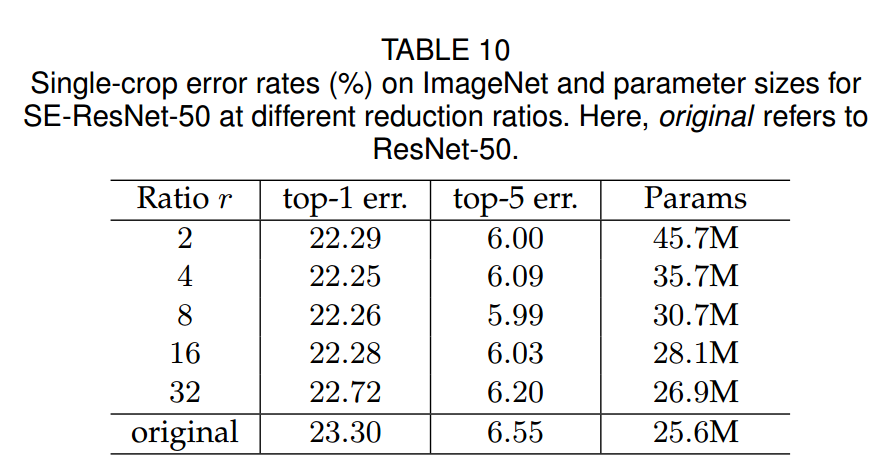 TABLE 10
Single-crop error rates (%) on ImageNet and parameter sizes for
SE-ResNet-50 at different reduction ratios. Here, original refers to
ResNet-50.
Ratio r top-1 err. top-5 err. Params
2 22.29 6.00 45.7M
4 22.25 6.09 35.7M
8 22.26 5.99 30.7M
16 22.28 6.03 28.1M
32 22.72 6.20 26.9M
original 23.30 6.55 25.6M